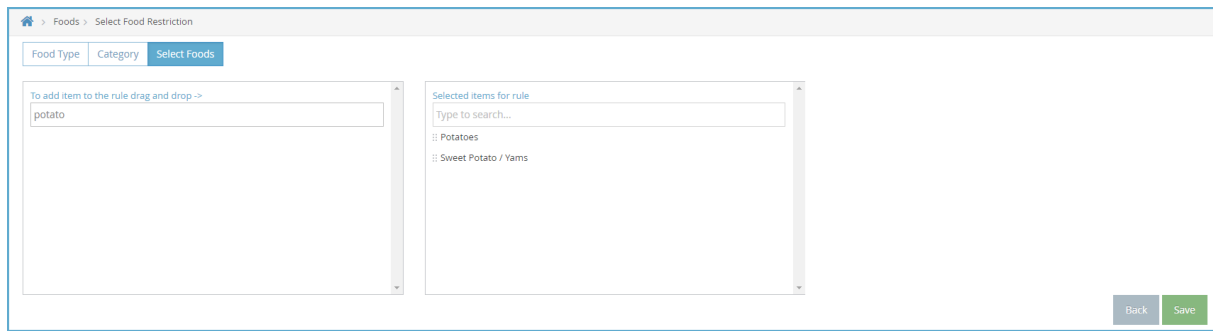 > Foods > Select Food Restriction
Food Type Category Select Foods
To add item to the rule drag and drop ->
potato
Selected items for rule
Type to search...
Potatoes
Sweet Potato / Yams
Back Save